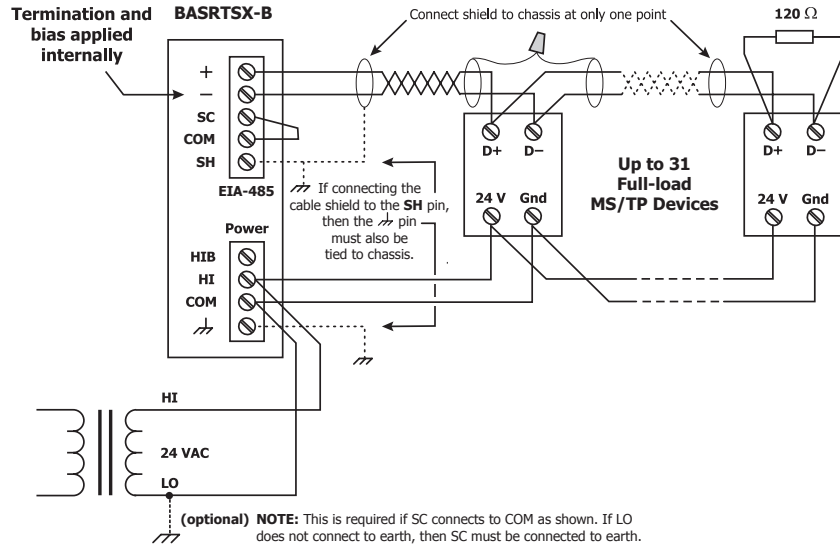 Termination and
bias applied
internally
BASRTSX-B
Connect shield to chassis at only one point
120 Ω
+
−
SC
COM
SH
EIA-485
D+ D−
D+ D−
Up to 31
Full-load
MS/TP Devices
If connecting the
cable shield to the SH pin,
then the pin
must also be
tied to chassis.
24 V Gnd
24 V Gnd
Power
HIB
HI
COM
HI
24 VAC
LO
(optional) NOTE: This is required if SC connects to COM as shown. If LO
does not connect to earth, then SC must be connected to earth.